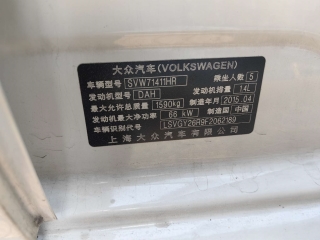 大众汽车(VOLKSWAGEN)
车辆型号 SVW71411HR 乘坐人数 5
发动机型号 DAH 发动机排量 1.4L
最大允许总质量 1590kg 制造年月 2015.04
发动机最大净功率 66 kW 制造国 中国
车辆识别代号 LSVGY26R9F2062189
上海大众汽车有限公司